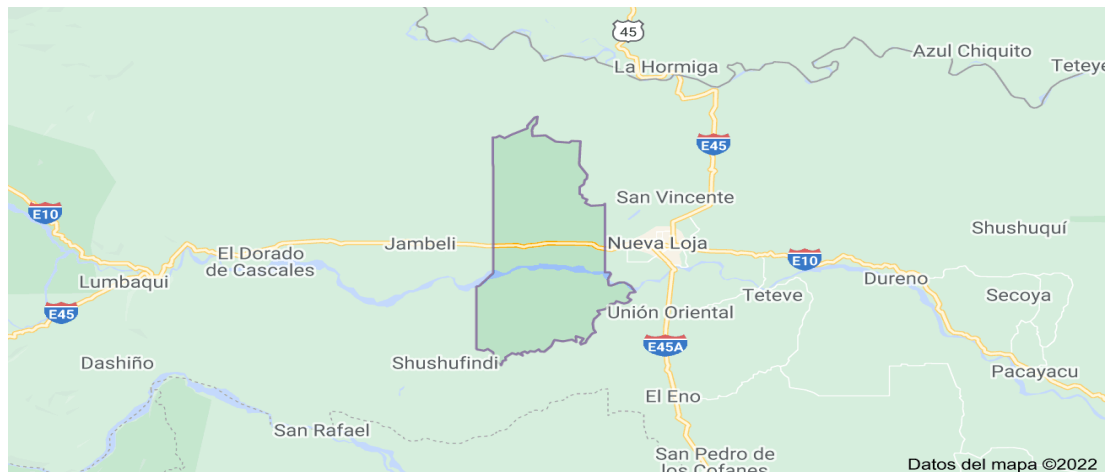 45
Azul Chiquito
La Hormiga
Teteye
E45
San Vincente
E10
Shushuquí
Jambeli
Nueva Loja
El Dorado
de Cascales
E10
Lumbaqui
Dureno
Teteve
Secoya
E45
Unión Oriental
E45A
Dashiño
Shushufindi
Pacayacu
El Eno
San Rafael
San Pedro de
los Cofanes
Datos del mapa ©2022